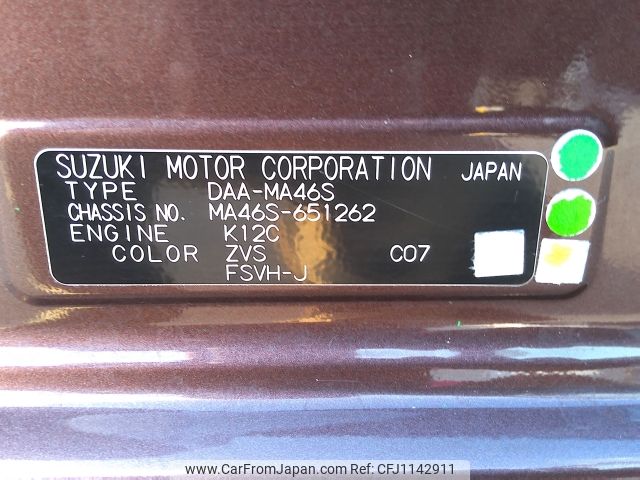 SUZUKI MOTOR CORPORATION JAPAN
TYPE DAA-MA46S
CHASSIS NO. MA46S-651262
ENGINE K12C
COLOR ZVS C07
FSVH-J
www.CarFromJapan.com Ref:CFJ1142911